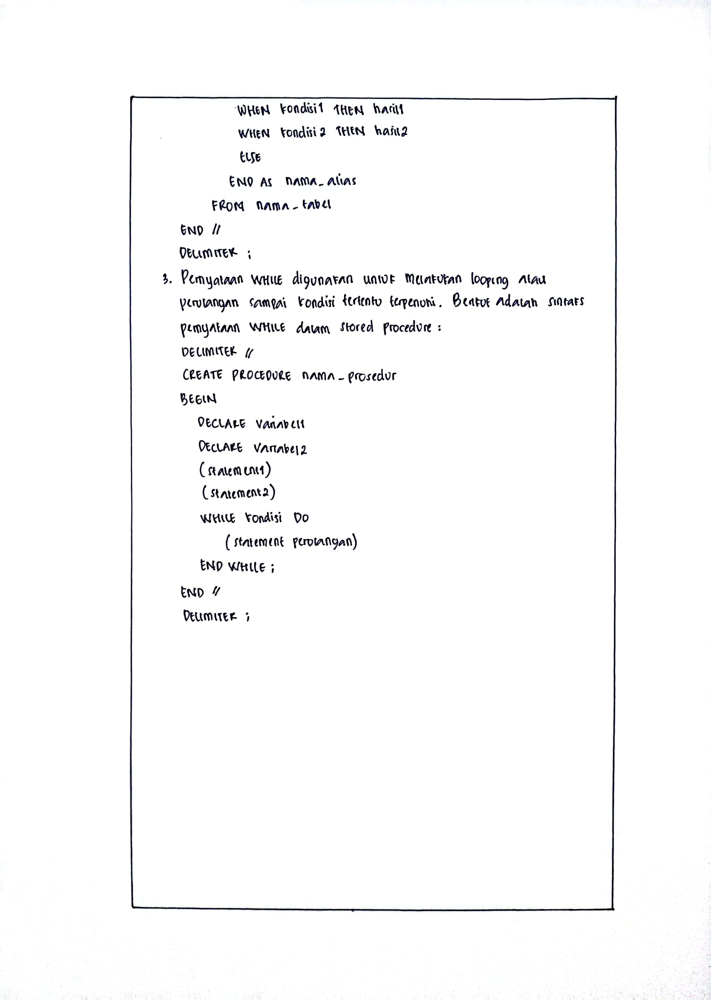 WHEN kondisi1 THEN hasil1
WHEN kondisi2 THEN hasil2
ELSE
END AS nama_alias
FROM nama_tabel
END //
DELIMITER ;
3. Pernyataan WHILE digunakan untuk melakukan looping atau
perulangan sampai kondisi tertentu terpenuhi. Berikut adalah sintaks
pernyataan WHILE dalam stored procedure :
DELIMITER //
CREATE PROCEDURE nama_prosedur
BEGIN
DECLARE variabel1
DECLARE variabel2
(statement1)
(statement2)
WHILE kondisi DO
(statement perulangan)
END WHILE ;
END //
DELIMITER ;